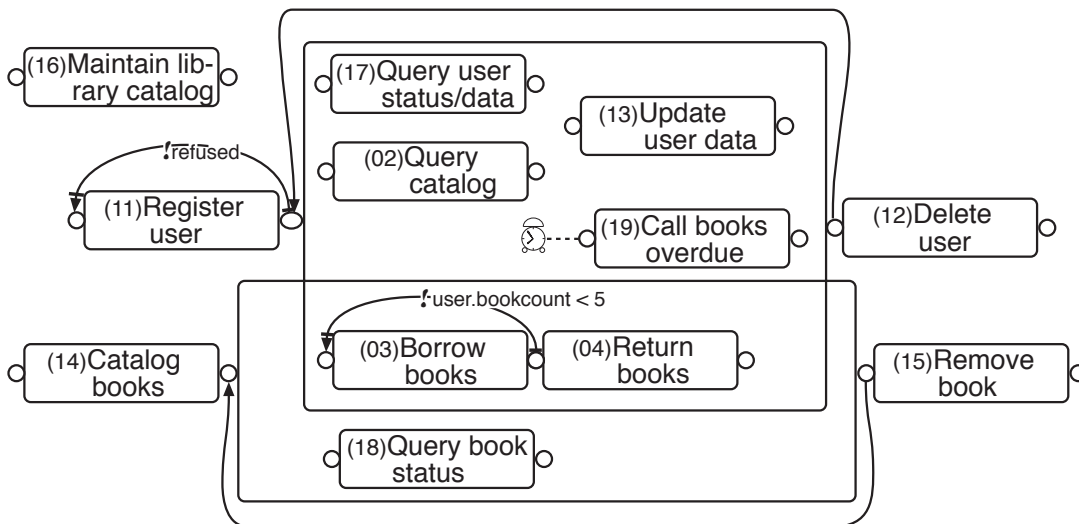 (16)Maintain lib-
rary catalog
(17)Query user
status/data
(13)Update
user data
!refused
(02)Query
catalog
(11)Register
user
(19)Call books
overdue
(12)Delete
user
!user.bookcount < 5
(14)Catalog
books
(03)Borrow
books
(04)Return
books
(15)Remove
book
(18)Query book
status